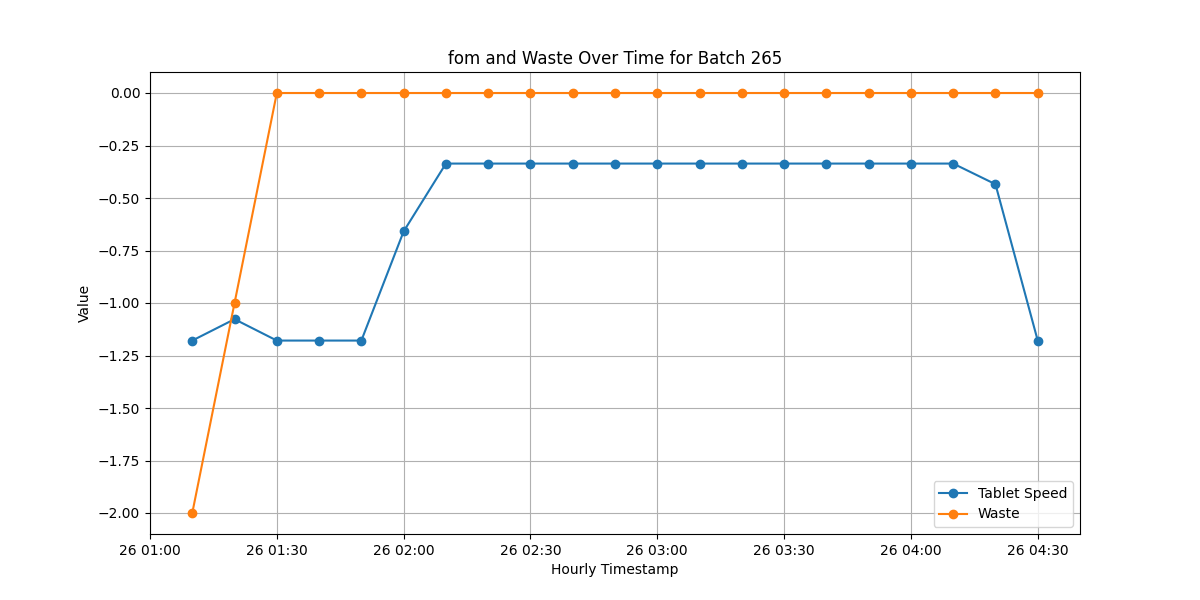 fom and Waste Over Time for Batch 265
0.00
−0.25
−0.50
−0.75
−1.00
−1.25
−1.50
−1.75
−2.00
Value
Tablet Speed
Waste
26 01:00 26 01:30 26 02:00 26 02:30 26 03:00 26 03:30 26 04:00 26 04:30
Hourly Timestamp